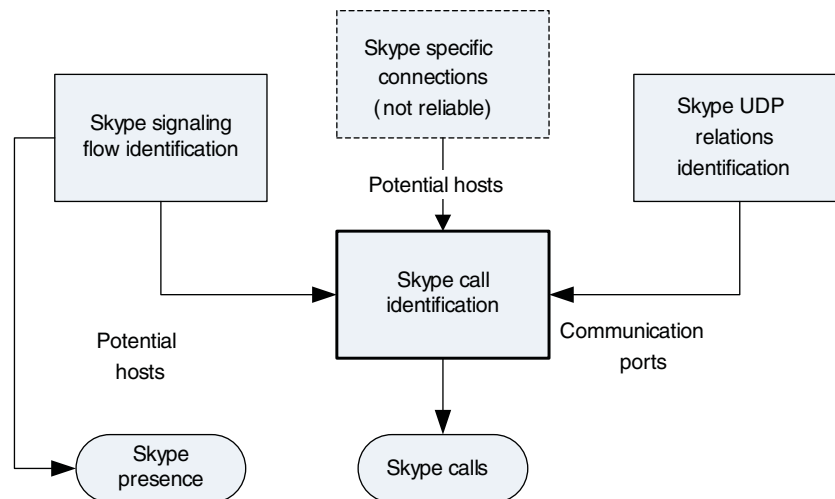 Skype specific
connections
(not reliable)
Skype signaling
flow identification
Skype UDP
relations
identification
Potential hosts
Skype call
identification
Potential
hosts
Communication
ports
Skype
presence
Skype calls